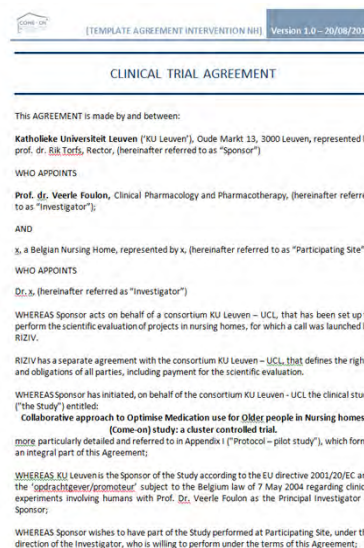 COME-ON
[TEMPLATE AGREEMENT INTERVENTION NH] Version 1.0 – 20/08/201
CLINICAL TRIAL AGREEMENT
This AGREEMENT is made by and between:
Katholieke Universiteit Leuven ('KU Leuven'), Oude Markt 13, 3000 Leuven, represented
prof. dr. Rik Torfs, Rector, (hereinafter referred to as "Sponsor")
WHO APPOINTS
Prof. dr. Veerle Foulon, Clinical Pharmacology and Pharmacotherapy, (hereinafter referre
to as "Investigator");
AND
x, a Belgian Nursing Home, represented by x, (hereinafter referred to as "Participating Site"
WHO APPOINTS
Dr. x, (hereinafter referred as "Investigator")
WHEREAS Sponsor acts on behalf of a consortium KU Leuven – UCL, that has been set up
perform the scientific evaluation of projects in nursing homes, for which a call was launched
RIZIV.
RIZIV has a separate agreement with the consortium KU Leuven – UCL, that defines the righ
and obligations of all parties, including payment for the scientific evaluation.
WHEREAS Sponsor has initiated, on behalf of the consortium KU Leuven - UCL the clinical stu
("the Study") entitled:
Collaborative approach to Optimise Medication use for Older people in Nursing homes
(Come-on) study: a cluster controlled trial.
more particularly detailed and referred to in Appendix I ("Protocol – pilot study"), which form
an integral part of this Agreement;
WHEREAS KU Leuven is the Sponsor of the Study according to the EU directive 2001/20/EC an
the 'opdrachtgever/promoteur' subject to the Belgium law of 7 May 2004 regarding clinic
experiments involving humans with Prof. Dr. Veerle Foulon as the Principal Investigator
Sponsor;
WHEREAS Sponsor wishes to have part of the Study performed at Participating Site, under t
direction of the Investigator, who is willing to perform under the terms of this Agreement;